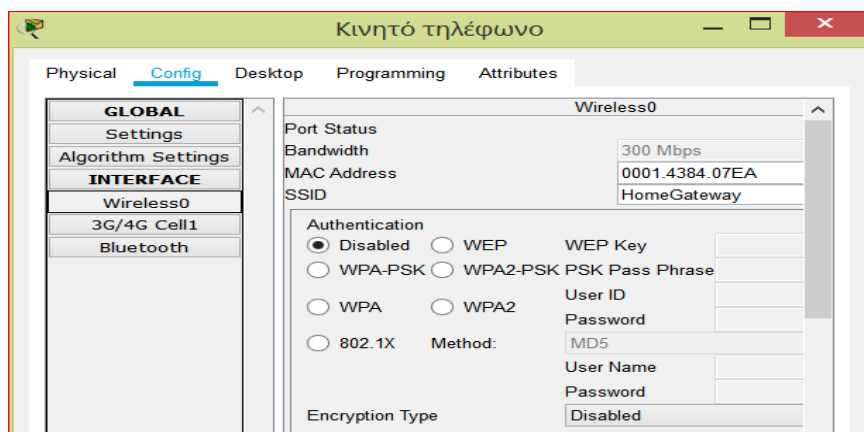 Κινητό τηλέφωνο
Physical Config Desktop Programming Attributes
GLOBAL
Settings
Algorithm Settings
INTERFACE
Wireless0
3G/4G Cell1
Bluetooth
Wireless0
Port Status
Bandwidth 300 Mbps
MAC Address 0001.4384.07EA
SSID HomeGateway
Authentication
Disabled WEP WEP Key
WPA-PSK WPA2-PSK PSK Pass Phrase
User ID
WPA WPA2
Password
802.1X Method: MD5
User Name
Password
Encryption Type Disabled